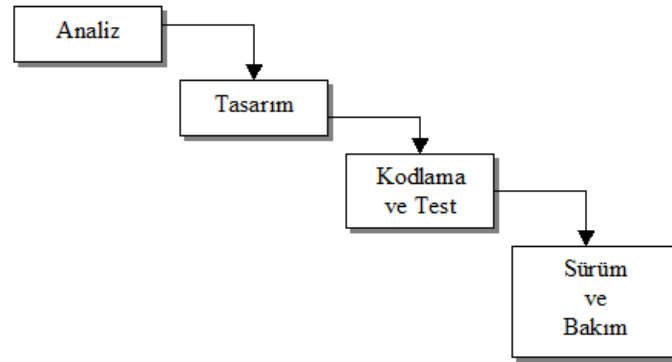 Analiz
Tasarım
Kodlama
ve Test
Sürüm
ve
Bakım